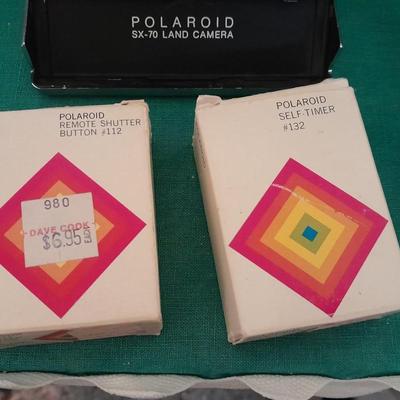 POLAROID
SX-70 LAND CAMERA
POLAROID
REMOTE SHUTTER
BUTTON #112
980
DAVE COOK
$6.95
POLAROID
SELF-TIMER
#132